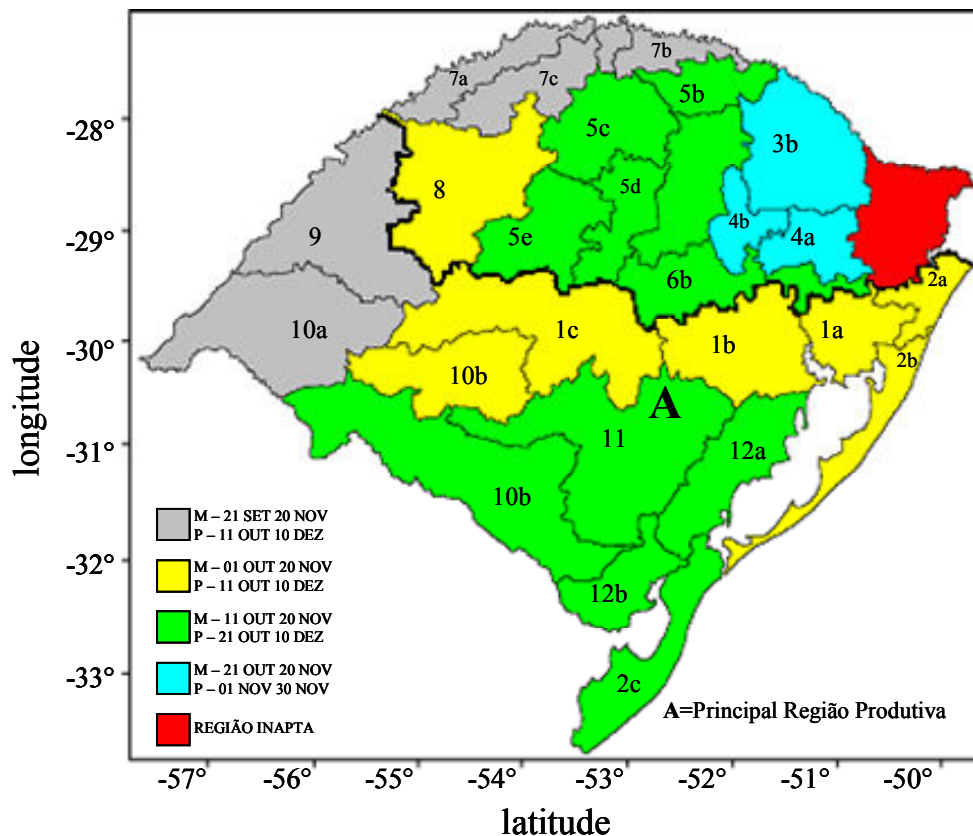 7b
7a
7c
5b
-28°
5c
3b
8
5d
4b
-29°
9
5e
4a
6b
2a
10a
-30°
1c
1b
1a
2b
10b
A
11
-31°
12a
10b
M – 21 SET 20 NOV
P – 11 OUT 10 DEZ
-32°
M – 01 OUT 20 NOV
P – 11 OUT 10 DEZ
12b
M – 11 OUT 20 NOV
P – 21 OUT 10 DEZ
-33°
M – 21 OUT 20 NOV
P – 01 NOV 30 NOV
2c
A=Principal Região Produtiva
REGIÃO INAPTA
longitude
-57° -56° -55° -54° -53° -52° -51° -50°
latitude